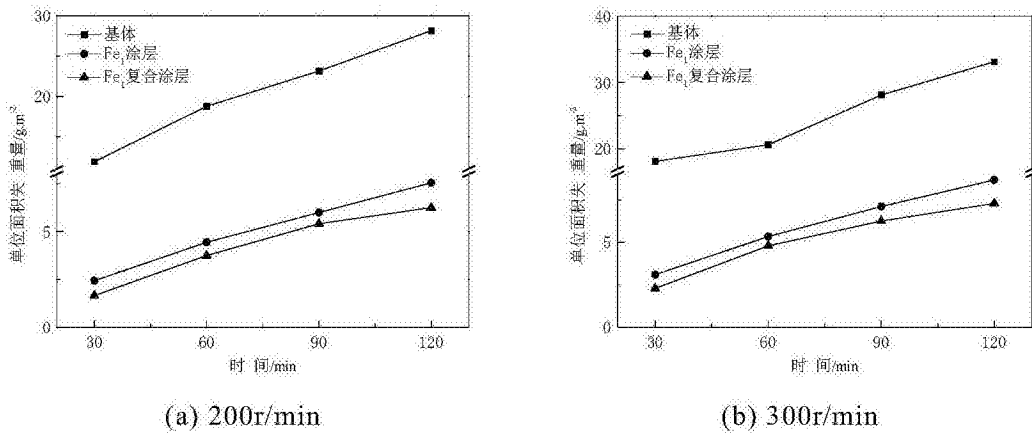 30
20
5
0
基体
Fe₁涂层
Fe₁复合涂层
单位面积失 重量/g.m⁻²
30 60 90 120
时 间/min
(a) 200r/min
40
30
20
5
0
基体
Fe₁涂层
Fe₁复合涂层
单位面积失 重量/g.m⁻²
30 60 90 120
时 间/min
(b) 300r/min